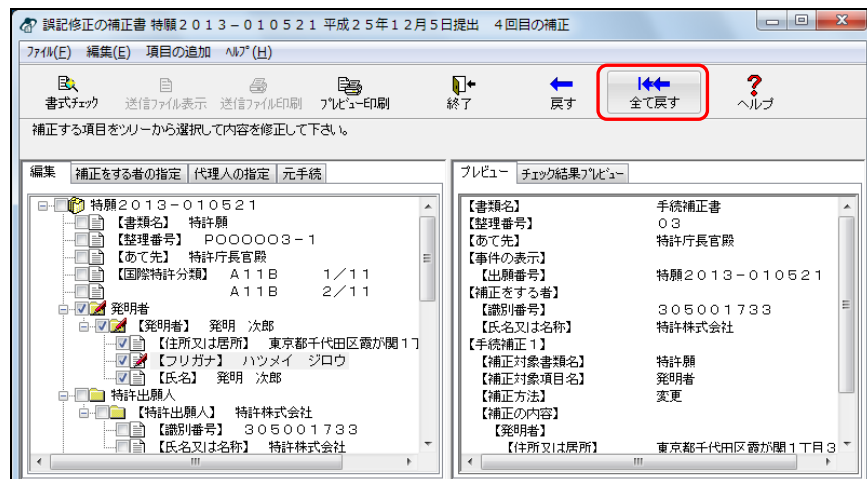 誤記修正の補正書 特願２０１３－０１０５２１ 平成２５年１２月５日提出　４回目の補正
ﾌｧｲﾙ(F)　編集(E)　項目の追加　ﾍﾙﾌﾟ(H)
書式ﾁｪｯｸ　送信ﾌｧｲﾙ表示　送信ﾌｧｲﾙ印刷　ﾌﾟﾚﾋﾞｭｰ印刷　終了　戻す　全て戻す　ﾍﾙﾌﾟ
補正する項目をツリーから選択して内容を修正して下さい。
編集　補正をする者の指定　代理人の指定　元手続
特願２０１３－０１０５２１
【書類名】　特許願
【整理番号】　Ｐ０００００３－１
【あて先】　特許庁長官殿
【国際特許分類】　Ａ１１Ｂ　１／１１
Ａ１１Ｂ　２／１１
発明者
【発明者】　発明　次郎
【住所又は居所】　東京都千代田区霞が関１丁
【フリガナ】　ハツメイ　ジロウ
【氏名】　発明　次郎
特許出願人
【特許出願人】　特許株式会社
【識別番号】　３０５００１７３３
【氏名又は名称】　特許株式会社
プレビュー　ﾁｪｯｸ結果ﾌﾟﾚﾋﾞｭｰ
【書類名】　手続補正書
【整理番号】　０３
【あて先】　特許庁長官殿
【事件の表示】
【出願番号】　特願２０１３－０１０５２１
【補正をする者】
【識別番号】　３０５００１７３３
【氏名又は名称】　特許株式会社
【手続補正１】
【補正対象書類名】　特許願
【補正対象項目名】　発明者
【補正方法】　変更
【補正の内容】
【発明者】
【住所又は居所】　東京都千代田区霞が関１丁目３